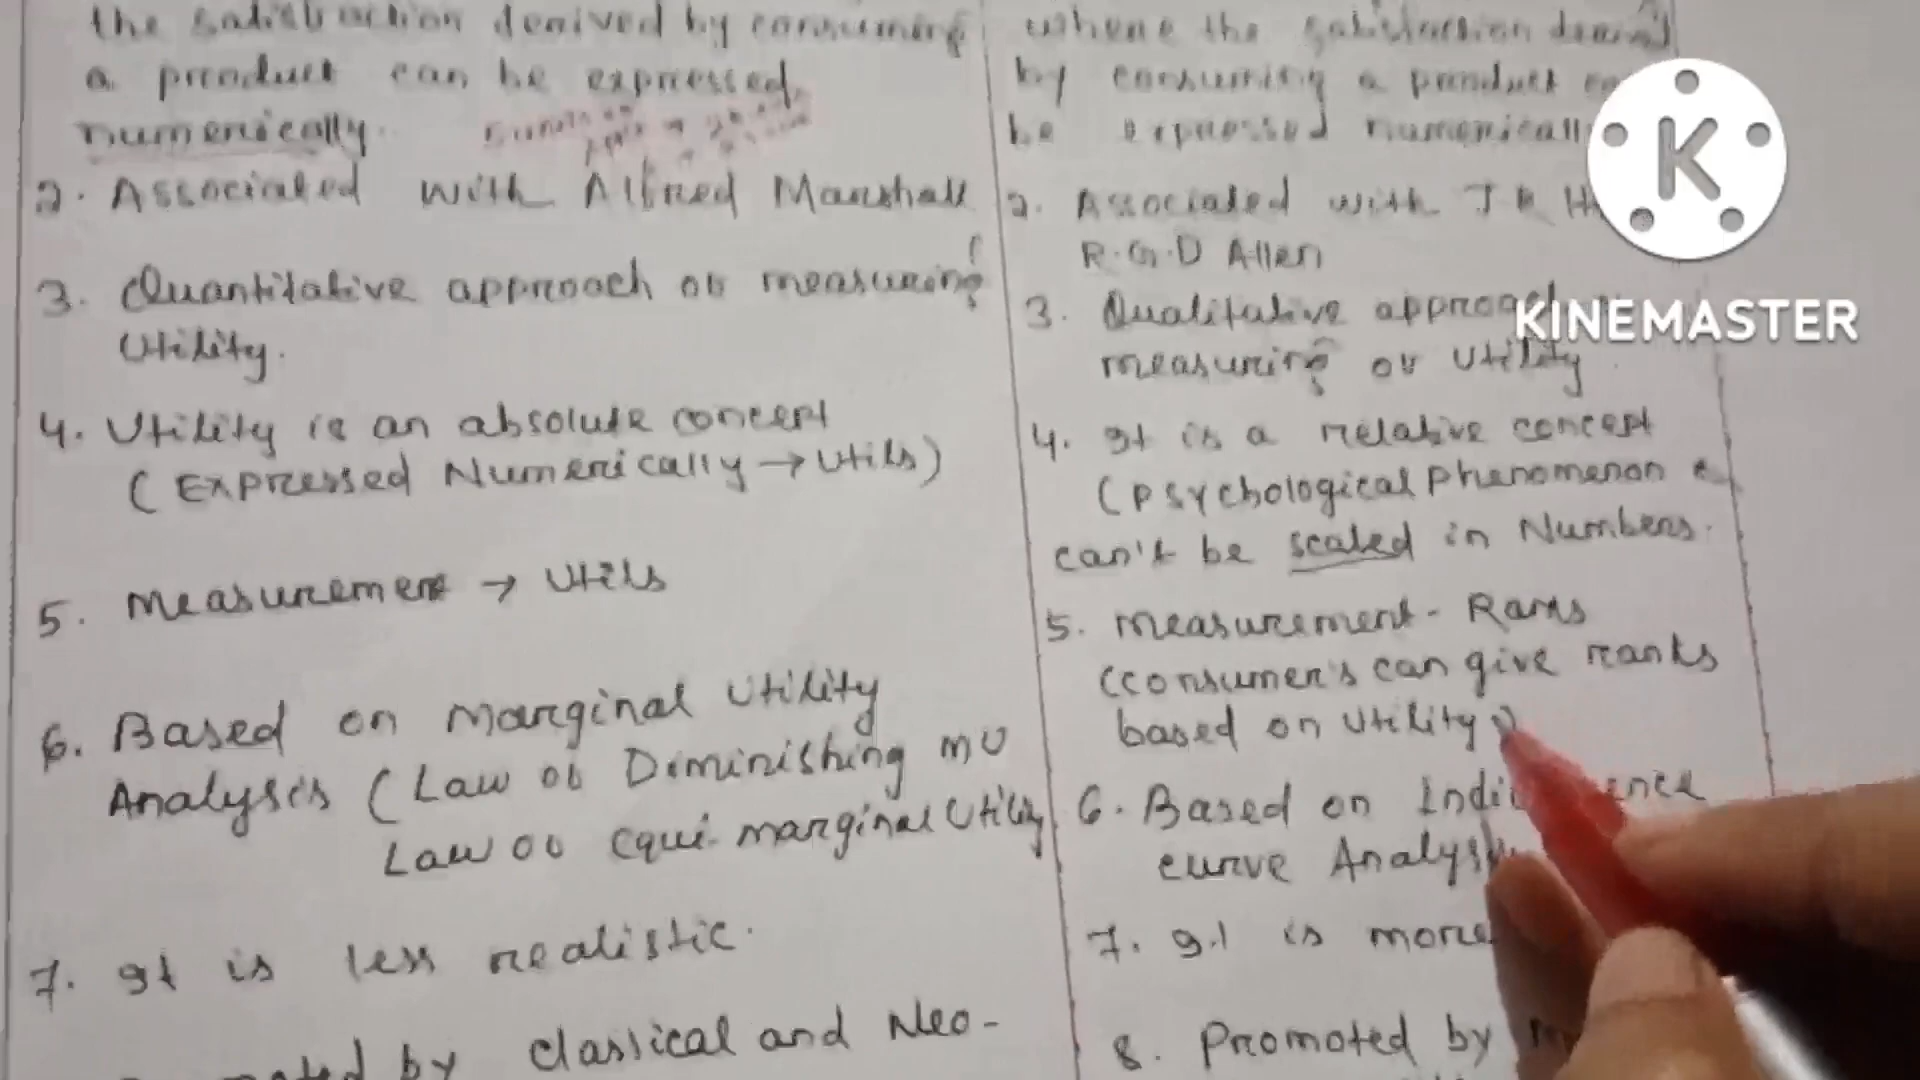 the satisfaction derived by consuming
a product can be expressed
numerically.
2. Associated with Alfred Marshall
3. Quantitative approach of measuring
Utility.
4. Utility is an absolute concept
(Expressed Numerically → Utils)
5. Measurement → Utils
6. Based on Marginal Utility
Analysis (Law of Diminishing MU
Law of Equi-marginal Utility
7. It is less realistic.
by Classical and Neo-
where the satisfaction
by consuming a product
be expressed numerically
2. Associated with J R
R.G.D Allen
3. Qualitative approach
measuring of Utility.
4. It is a relative concept
(Psychological Phenomenon &
can't be scaled in Numbers.
5. Measurement - Ranks
(Consumer's can give ranks
based on Utility)
6. Based on
curve Analysis
7. It is more
8. Promoted by
KINEMASTER